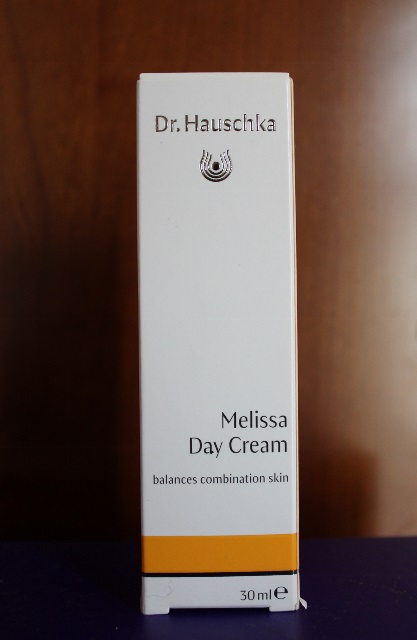 Dr. Hauschka
Melissa
Day Cream
balances combination skin
30 ml ℮